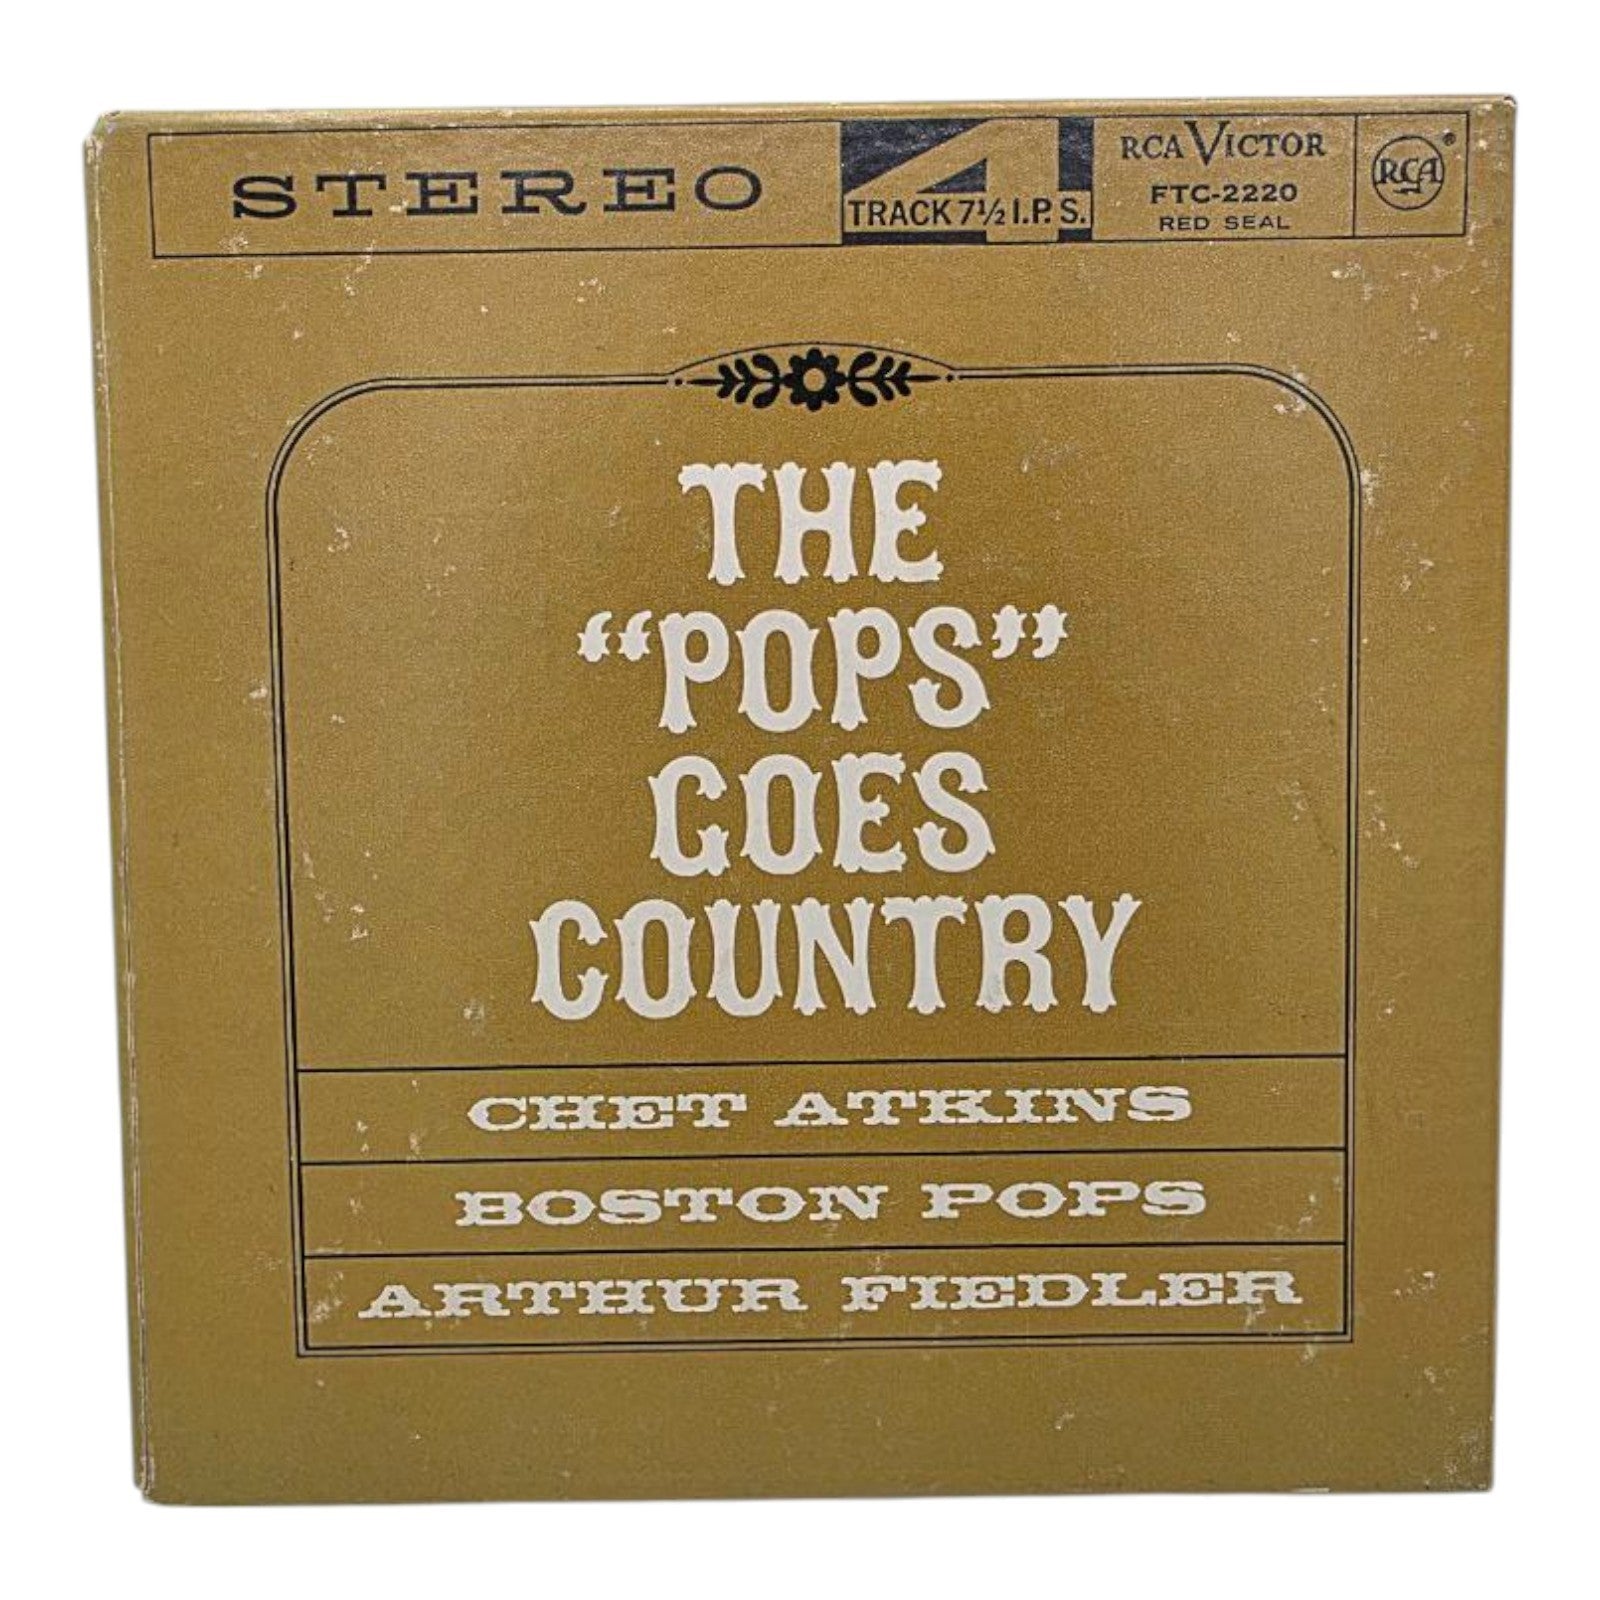 STEREO
4
TRACK 7½ I.P.S.
RCA VICTOR
FTC-2220
RED SEAL
RCA
®
THE
“POPS”
GOES
COUNTRY
CHET ATKINS
BOSTON POPS
ARTHUR FIEDLER